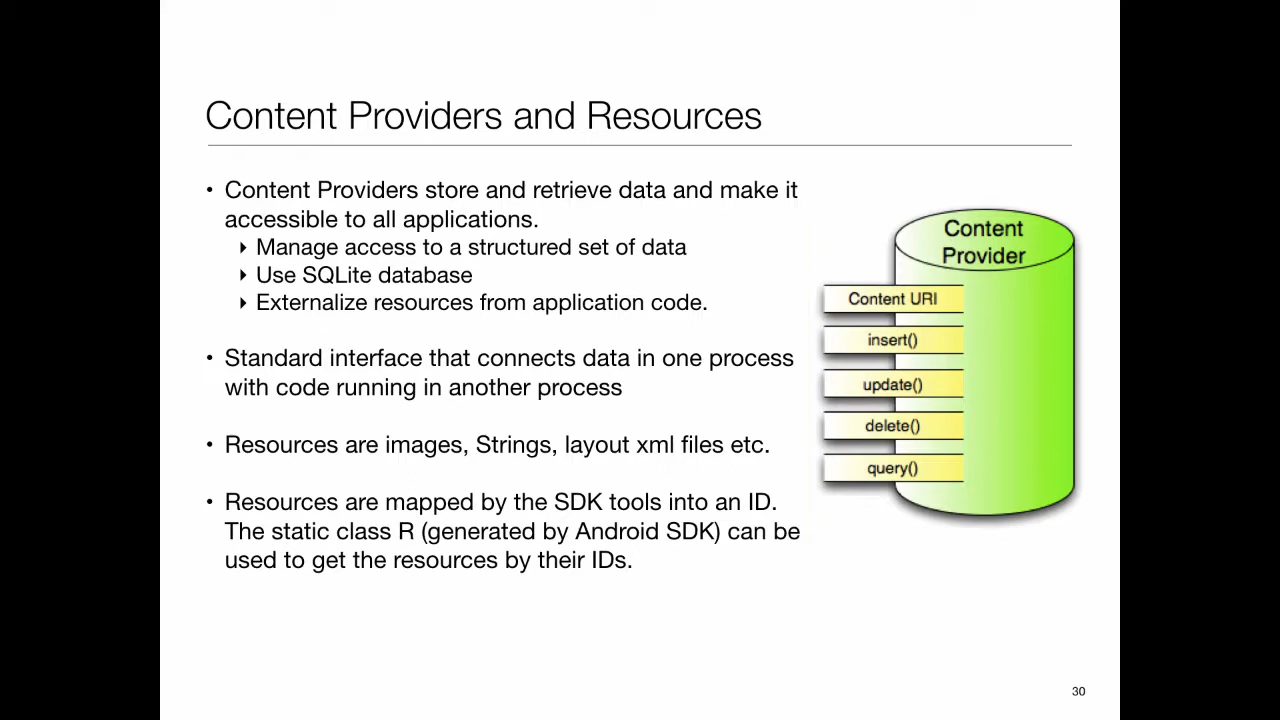 Content Providers and Resources
• Content Providers store and retrieve data and make it
accessible to all applications.
‣ Manage access to a structured set of data
‣ Use SQLite database
‣ Externalize resources from application code.
• Standard interface that connects data in one process
with code running in another process
• Resources are images, Strings, layout xml files etc.
• Resources are mapped by the SDK tools into an ID.
The static class R (generated by Android SDK) can be
used to get the resources by their IDs.
Content
Provider
Content URI
insert()
update()
delete()
query()
30